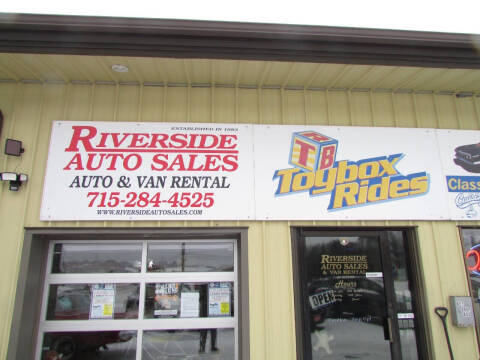 ESTABLISHED IN 1983
RIVERSIDE
AUTO SALES
AUTO & VAN RENTAL
715-284-4525
WWW.RIVERSIDEAUTOSALES.COM
T
B
Toybox
Rides
Class
RIVERSIDE
AUTO SALES
& VAN RENTAL
Hours
OPEN